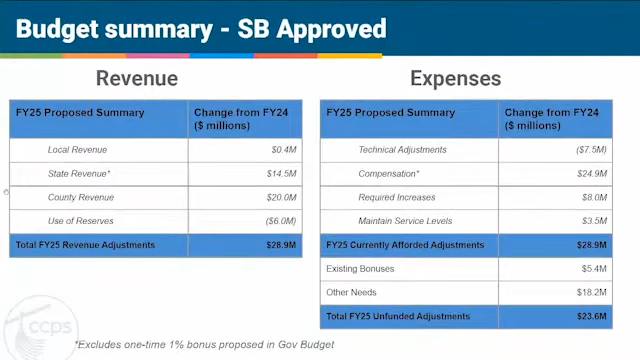 Budget summary - SB Approved
Revenue
FY25 Proposed Summary Change from FY24 ($ millions)
Local Revenue $0.4M
State Revenue* $14.5M
County Revenue $20.0M
Use of Reserves ($6.0M)
Total FY25 Revenue Adjustments $28.9M
Expenses
FY25 Proposed Summary Change from FY24 ($ millions)
Technical Adjustments ($7.5M)
Compensation* $24.9M
Required Increases $8.0M
Maintain Service Levels $3.5M
FY25 Currently Afforded Adjustments $28.9M
Existing Bonuses $5.4M
Other Needs $18.2M
Total FY25 Unfunded Adjustments $23.6M
ccps
*Excludes one-time 1% bonus proposed in Gov Budget